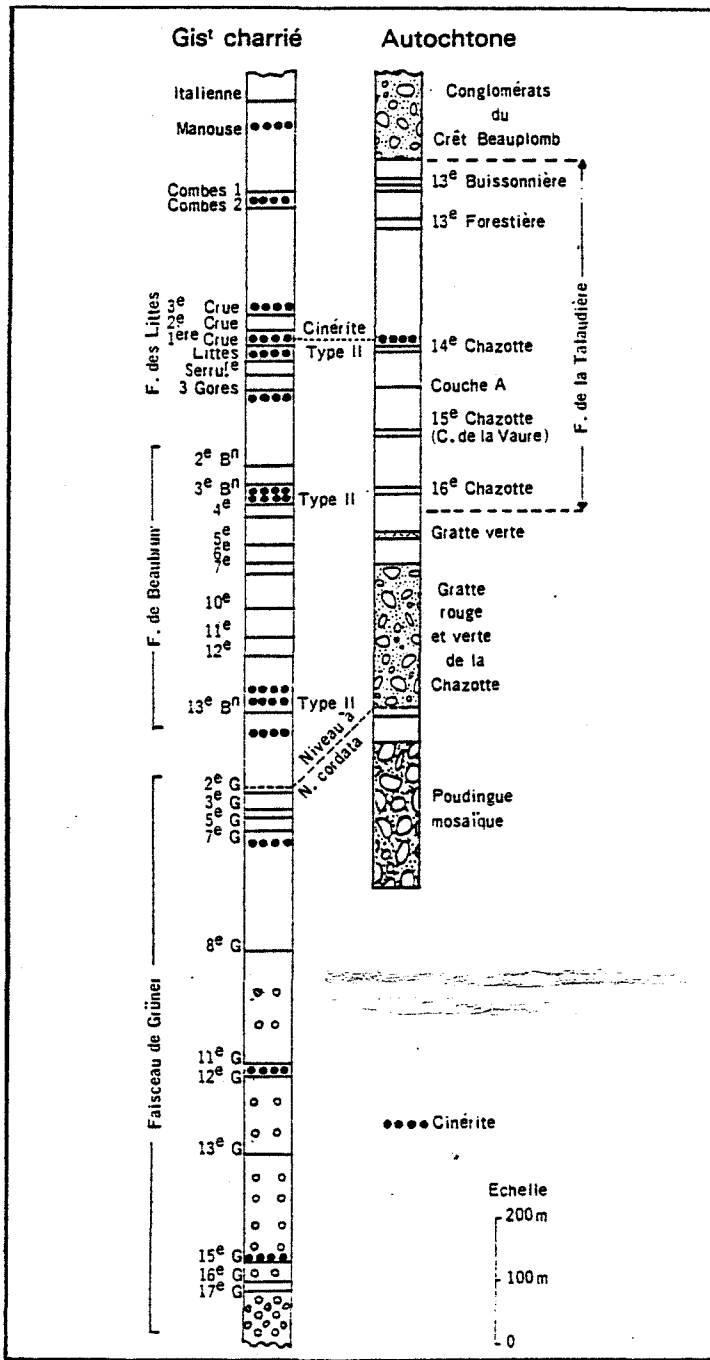 Gisᵗ charrié
Autochtone
Italienne
Manouse
Combes 1
Combes 2
3ᵉ Crue
2ᵉ Crue
1ᵉʳᵉ Crue
Littes
3 Gores
F. des Littes
2ᵉ Bⁿ
3ᵉ Bⁿ
4ᵉ
5ᵉ
6ᵉ
7ᵉ
10ᵉ
11ᵉ
12ᵉ
13ᵉ Bⁿ
F. de Beaubrun
2ᵉ G
3ᵉ G
5ᵉ G
7ᵉ G
8ᵉ G
11ᵉ G
12ᵉ G
13ᵉ G
15ᵉ G
16ᵉ G
17ᵉ G
Faisceau de Grüner
Cinérite
Type II
Type II
Type II
Niveau à
N. cordata
Conglomérats
du
Crêt Beauplomb
13ᵉ Buissonnière
13ᵉ Forestière
14ᵉ Chazotte
Couche A
15ᵉ Chazotte
(C. de la Vaure)
16ᵉ Chazotte
F. de la Talaudière
Gratte verte
Gratte
rouge
et verte
de la
Chazotte
Poudingue
mosaïque
Cinérite
Echelle
200m
100m
0